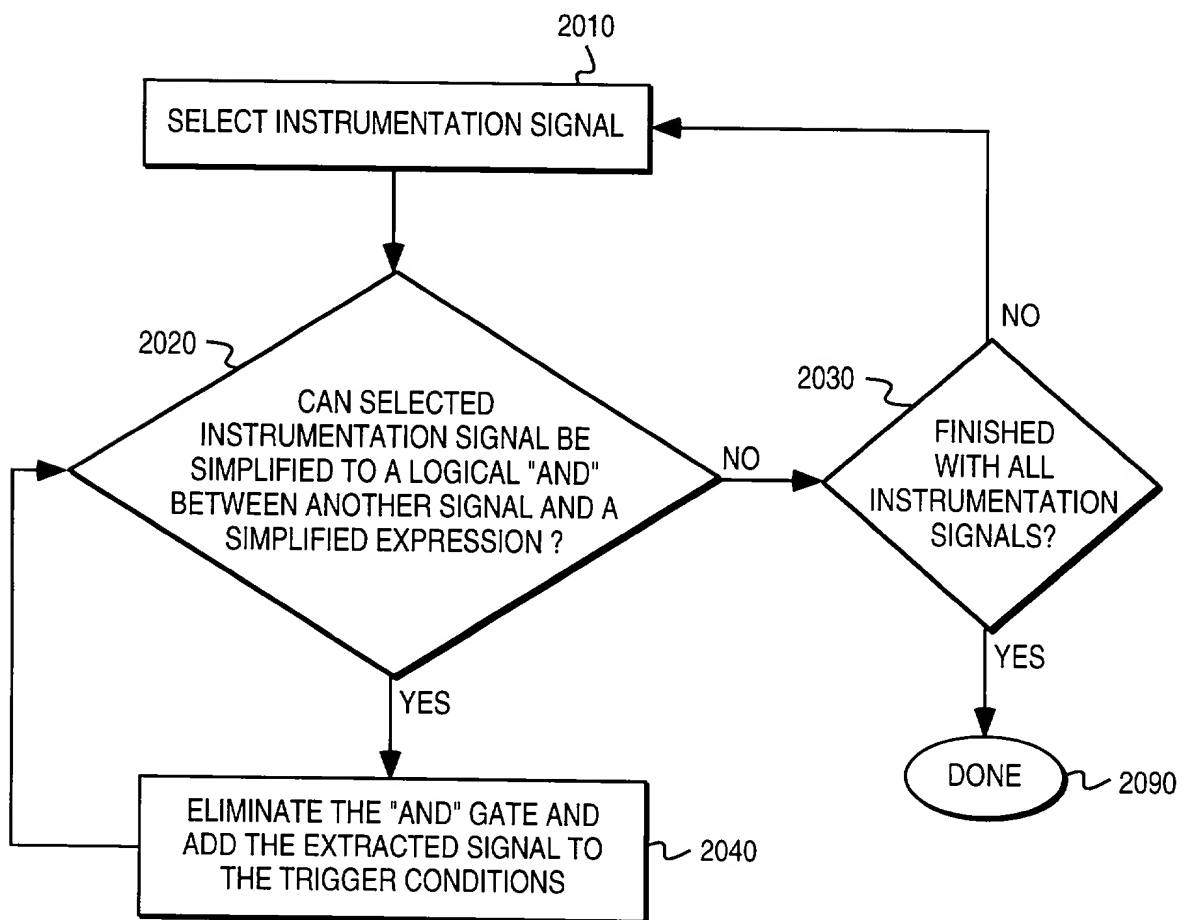 2010
SELECT INSTRUMENTATION SIGNAL
2020
CAN SELECTED
INSTRUMENTATION SIGNAL BE
SIMPLIFIED TO A LOGICAL "AND"
BETWEEN ANOTHER SIGNAL AND A
SIMPLIFIED EXPRESSION ?
NO
YES
2030
NO
FINISHED
WITH ALL
INSTRUMENTATION
SIGNALS?
YES
DONE
2090
ELIMINATE THE "AND" GATE AND
ADD THE EXTRACTED SIGNAL TO
THE TRIGGER CONDITIONS
2040